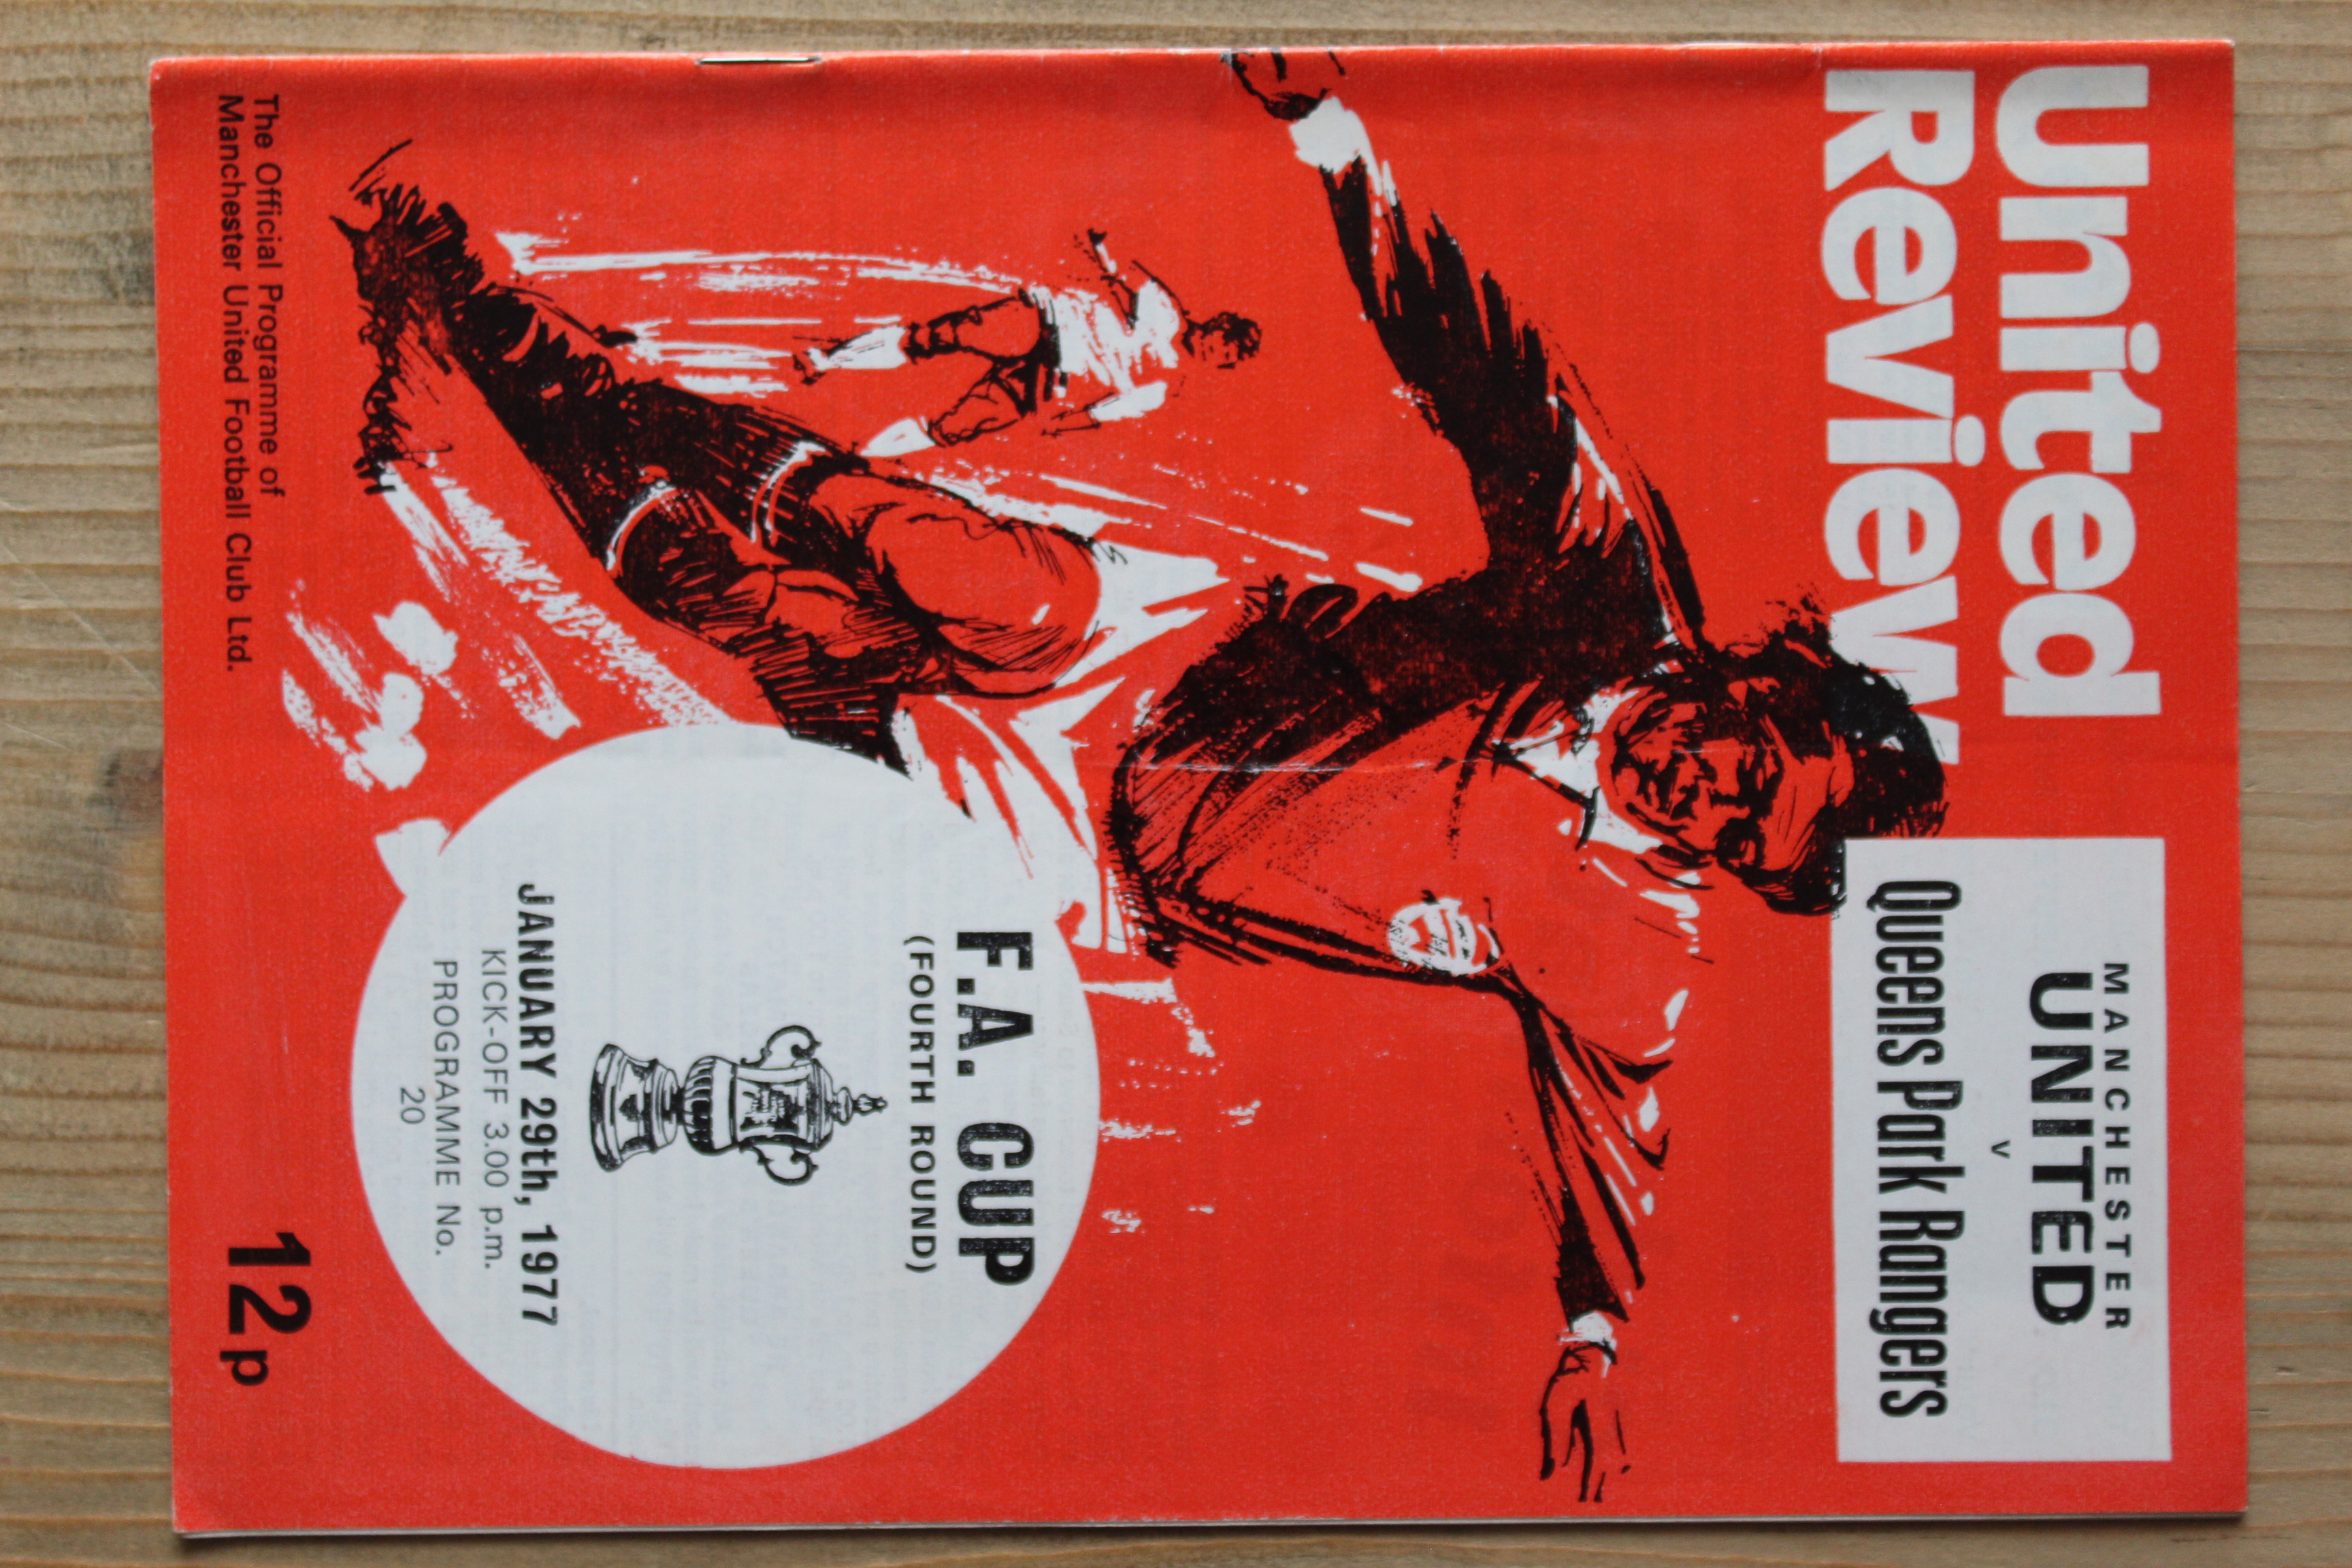 United
Review
MANCHESTER
UNITED
v
Queens Park Rangers
F.A. CUP
(FOURTH ROUND)
JANUARY 29th, 1977
KICK-OFF 3.00 p.m.
PROGRAMME No.
20
The Official Programme of
Manchester United Football Club Ltd.
12p